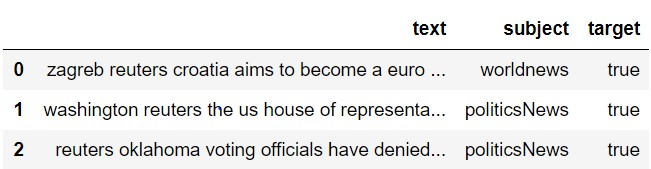 text subject target
0 zagreb reuters croatia aims to become a euro ... worldnews true
1 washington reuters the us house of representa... politicsNews true
2 reuters oklahoma voting officials have denied... politicsNews true